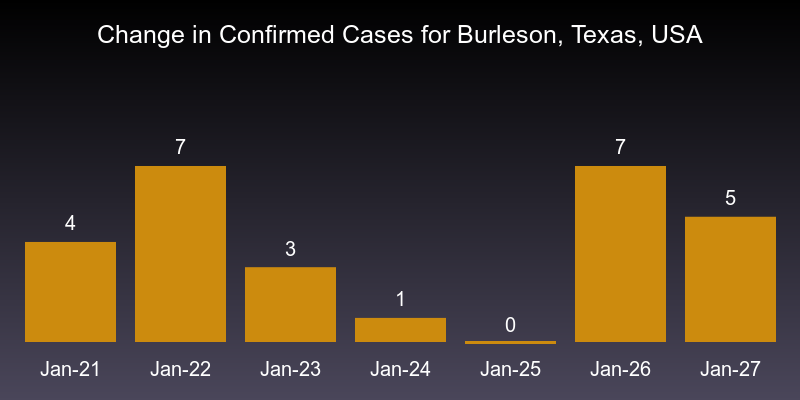 Change in Confirmed Cases for Burleson, Texas, USA
4
7
3
1
0
7
5
Jan-21
Jan-22
Jan-23
Jan-24
Jan-25
Jan-26
Jan-27